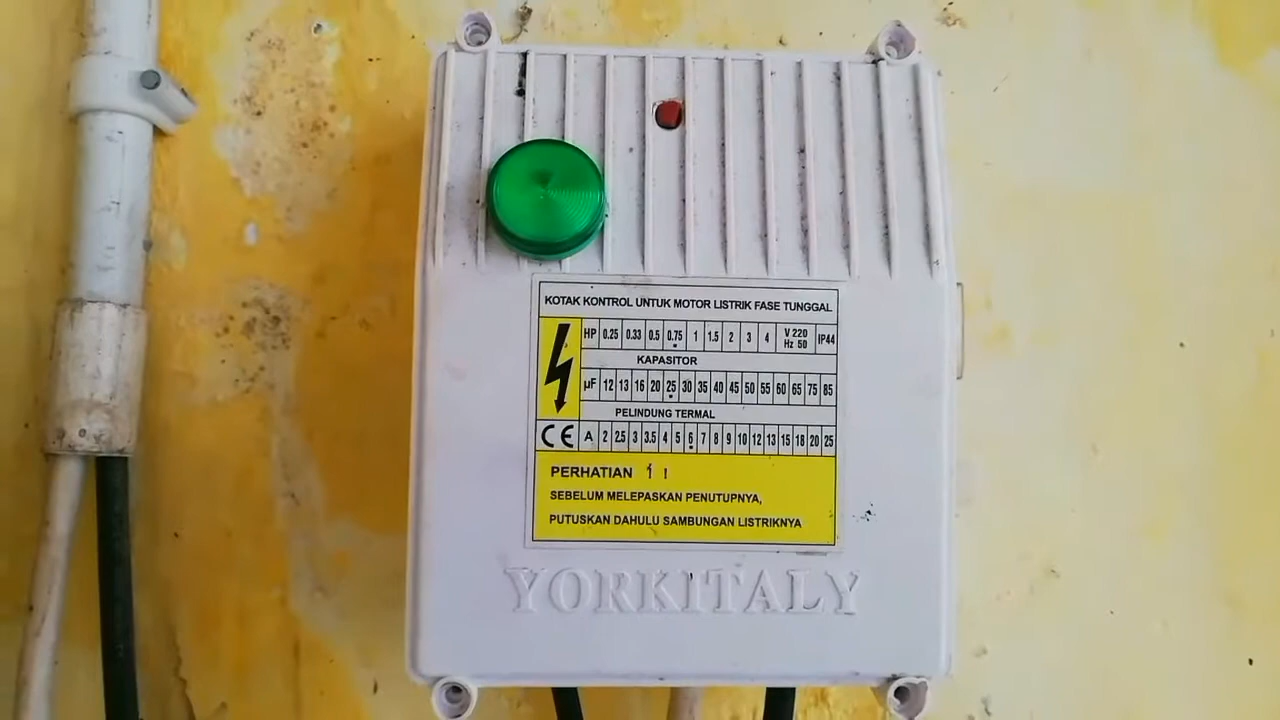 KOTAK KONTROL UNTUK MOTOR LISTRIK FASE TUNGGAL
HP 0.25 0.33 0.5 0.75 1 1.5 2 3 4 V 220 Hz 50 IP44
KAPASITOR
µF 12 13 16 20 25 30 35 40 45 50 55 60 65 75 85
PELINDUNG TERMAL
CE A 2 2.5 3 3.5 4 5 6 7 8 9 10 12 13 15 18 20 25
PERHATIAN
SEBELUM MELEPASKAN PENUTUPNYA,
PUTUSKAN DAHULU SAMBUNGAN LISTRIKNYA
YORKITALY